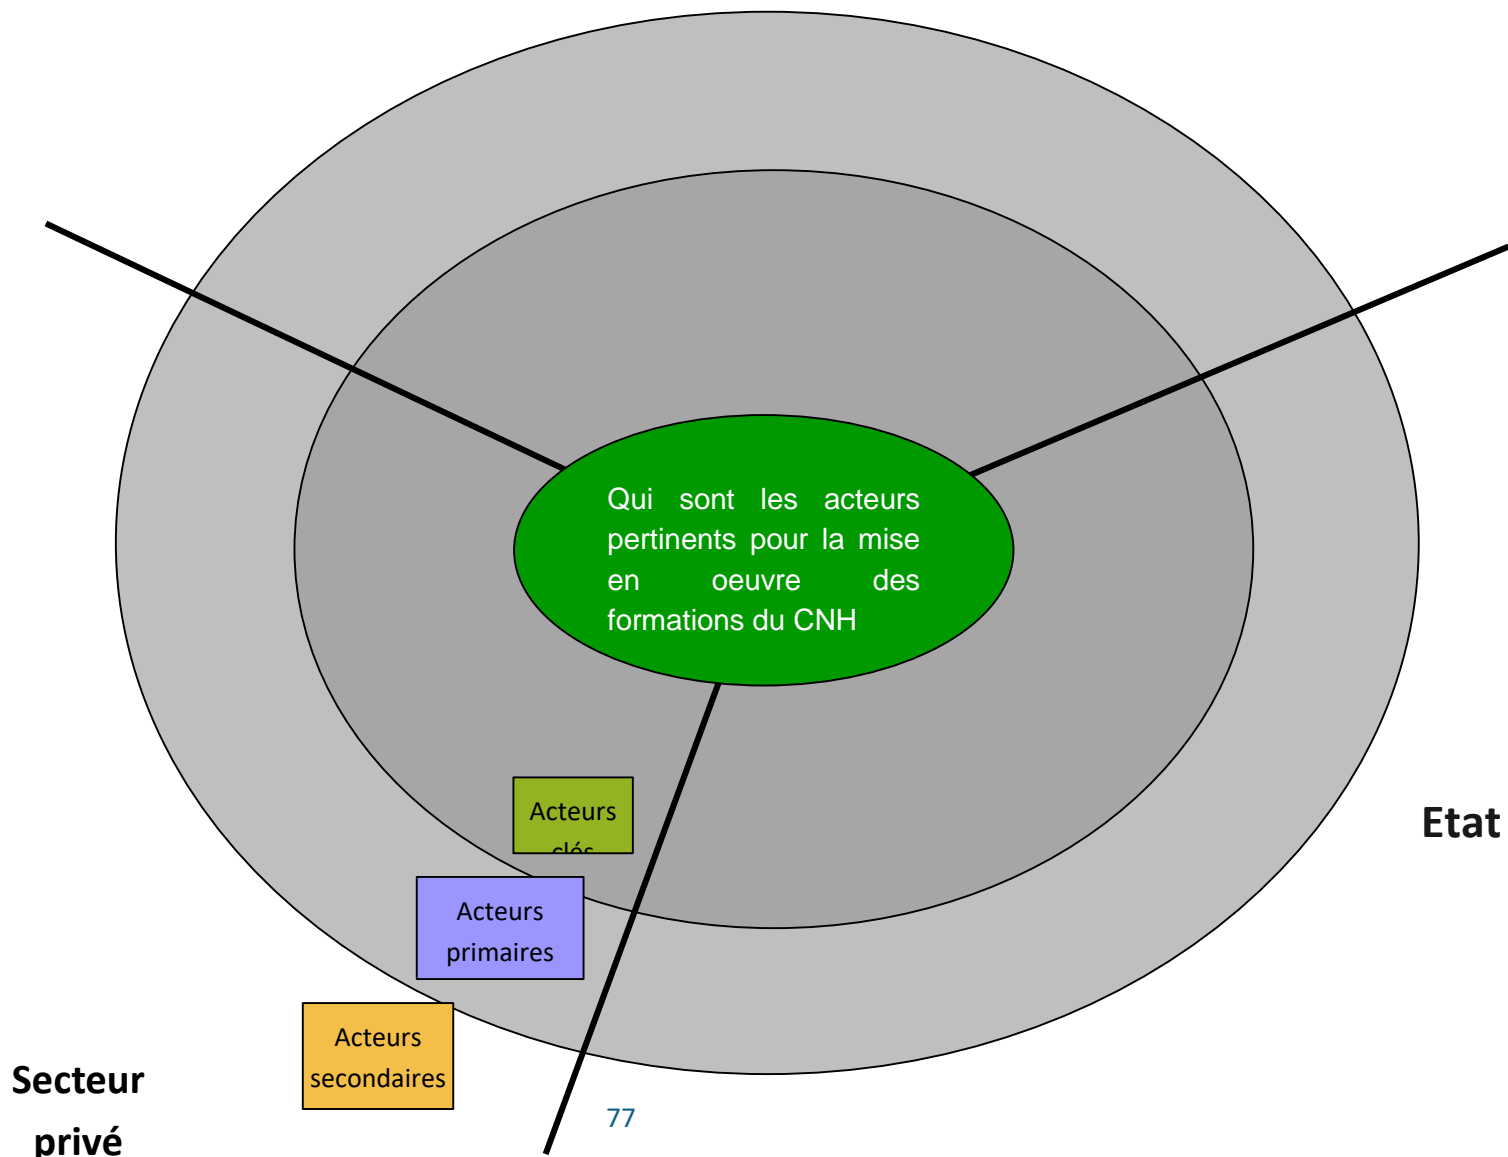 Qui sont les acteurs
pertinents pour la mise
en oeuvre des
formations du CNH
Acteurs
clés
Etat
Acteurs
primaires
Acteurs
secondaires
Secteur
privé
77